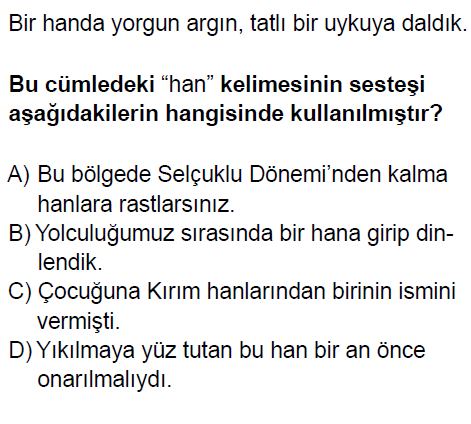 Bir handa yorgun argın, tatlı bir uykuya daldık.
Bu cümledeki “han” kelimesinin sesteşi
aşağıdakilerin hangisinde kullanılmıştır?
A) Bu bölgede Selçuklu Dönemi’nden kalma
hanlara rastlarsınız.
B) Yolculuğumuz sırasında bir hana girip din-
lendik.
C) Çocuğuna Kırım hanlarından birinin ismini
vermişti.
D) Yıkılmaya yüz tutan bu han bir an önce
onarılmalıydı.